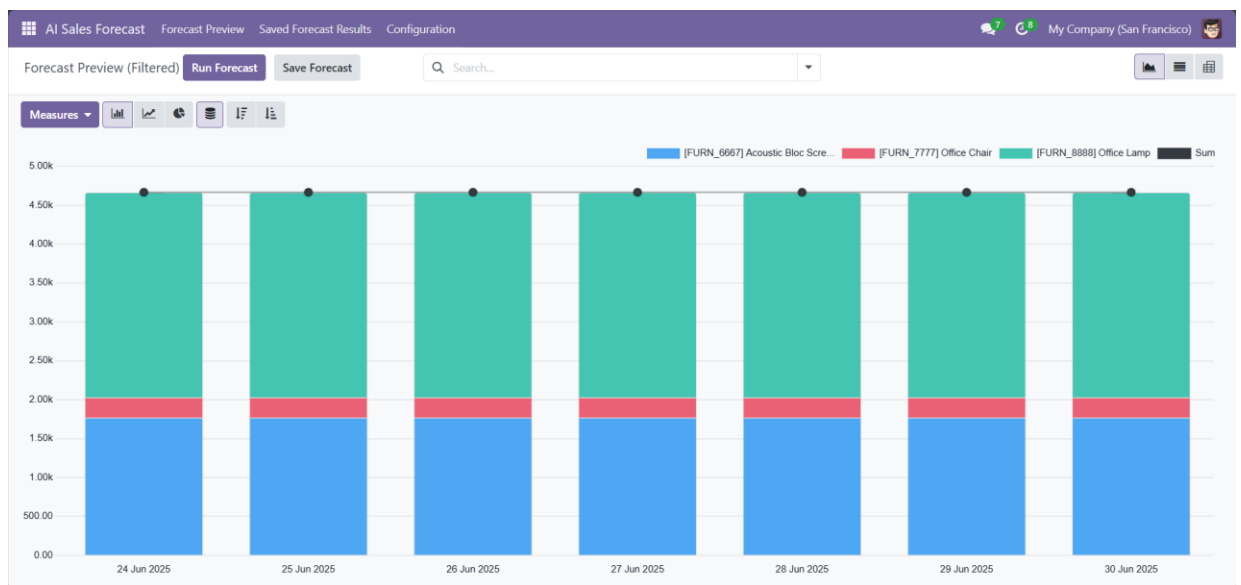 AI Sales Forecast Forecast Preview Saved Forecast Results Configuration 7 8 My Company (San Francisco)
Forecast Preview (Filtered) Run Forecast Save Forecast Search...
Measures
[FURN_6667] Acoustic Bloc Scre... [FURN_7777] Office Chair [FURN_8888] Office Lamp Sum
5.00k
4.50k
4.00k
3.50k
3.00k
2.50k
2.00k
1.50k
1.00k
500.00
0.00
24 Jun 2025 25 Jun 2025 26 Jun 2025 27 Jun 2025 28 Jun 2025 29 Jun 2025 30 Jun 2025